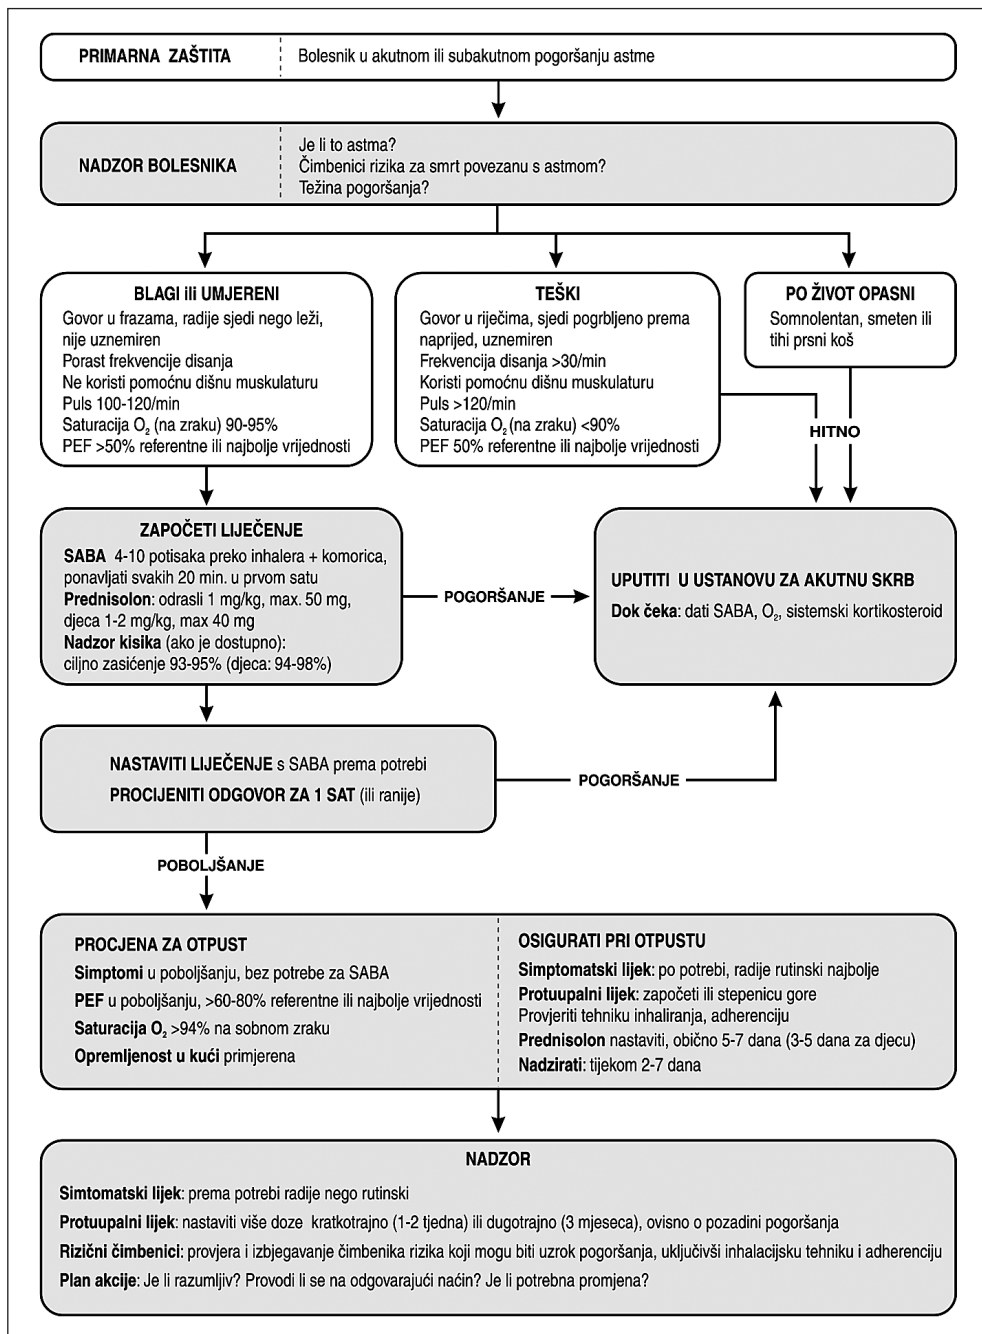 PRIMARNA ZAŠTITA
Bolesnik u akutnom ili subakutnom pogoršanju astme
NADZOR BOLESNIKA
Je li to astma?
Čimbenici rizika za smrt povezanu s astmom?
Težina pogoršanja?
BLAGI ili UMJERENI
Govor u frazama, radije sjedi nego leži,
nije uznemiren
Porast frekvencije disanja
Ne koristi pomoćnu dišnu muskulaturu
Puls 100-120/min
Saturacija O₂ (na zraku) 90-95%
PEF >50% referentne ili najbolje vrijednosti
TEŠKI
Govor u riječima, sjedi pogrbljeno prema
naprijed, uznemiren
Frekvencija disanja >30/min
Koristi pomoćnu dišnu muskulaturu
Puls >120/min
Saturacija O₂ (na zraku) <90%
PEF 50% referentne ili najbolje vrijednosti
PO ŽIVOT OPASNI
Somnolentan, smeten ili
tihi prsni koš
HITNO
ZAPOČETI LIJEČENJE
SABA 4-10 potisaka preko inhalera + komorica,
ponavljati svakih 20 min. u prvom satu
Prednisolon: odrasli 1 mg/kg, max. 50 mg,
djeca 1-2 mg/kg, max 40 mg
Nadzor kisika (ako je dostupno):
ciljno zasićenje 93-95% (djeca: 94-98%)
POGORŠANJE
UPUTITI U USTANOVU ZA AKUTNU SKRB
Dok čeka: dati SABA, O₂, sistemski kortikosteroid
NASTAVITI LIJEČENJE s SABA prema potrebi
PROCIJENITI ODGOVOR ZA 1 SAT (ili ranije)
POGORŠANJE
POBOLJŠANJE
PROCJENA ZA OTPUST
Simptomi u poboljšanju, bez potrebe za SABA
PEF u poboljšanju, >60-80% referentne ili najbolje vrijednosti
Saturacija O₂ >94% na sobnom zraku
Opremljenost u kući primjerena
OSIGURATI PRI OTPUSTU
Simptomatski lijek: po potrebi, radije rutinski najbolje
Protuupalni lijek: započeti ili stepenicu gore
Provjeriti tehniku inhaliranja, adherenciju
Prednisolon nastaviti, obično 5-7 dana (3-5 dana za djecu)
Nadzirati: tijekom 2-7 dana
NADZOR
Simtomatski lijek: prema potrebi radije nego rutinski
Protuupalni lijek: nastaviti više doze kratkotrajno (1-2 tjedna) ili dugotrajno (3 mjeseca), ovisno o pozadini pogoršanja
Rizični čimbenici: provjera i izbjegavanje čimbenika rizika koji mogu biti uzrok pogoršanja, uključivši inhalacijsku tehniku i adherenciju
Plan akcije: Je li razumljiv? Provodi li se na odgovarajući naćin? Je li potrebna promjena?